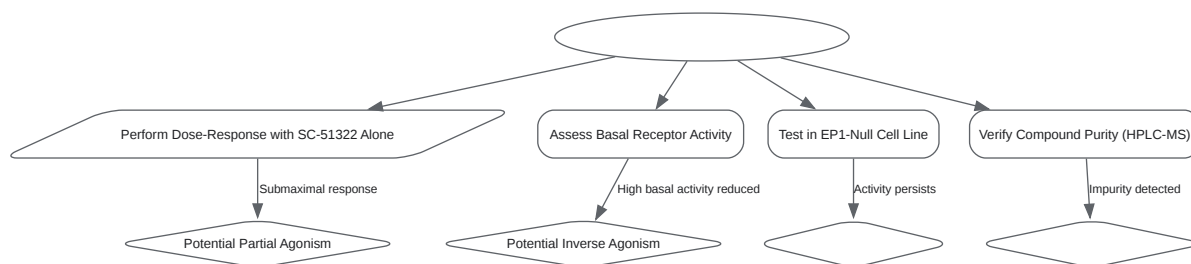 Perform Dose-Response with SC-51322 Alone
Assess Basal Receptor Activity
Test in EP1-Null Cell Line
Verify Compound Purity (HPLC-MS)
Submaximal response
High basal activity reduced
Activity persists
Impurity detected
Potential Partial Agonism
Potential Inverse Agonism